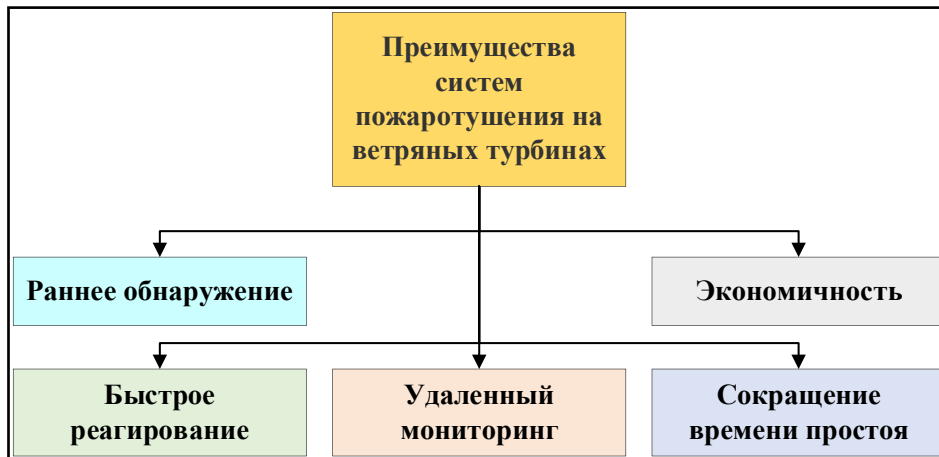 Преимущества
систем
пожаротушения на
ветряных турбинах
Раннее обнаружение
Экономичность
Быстрое
реагирование
Удаленный
мониторинг
Сокращение
времени простоя